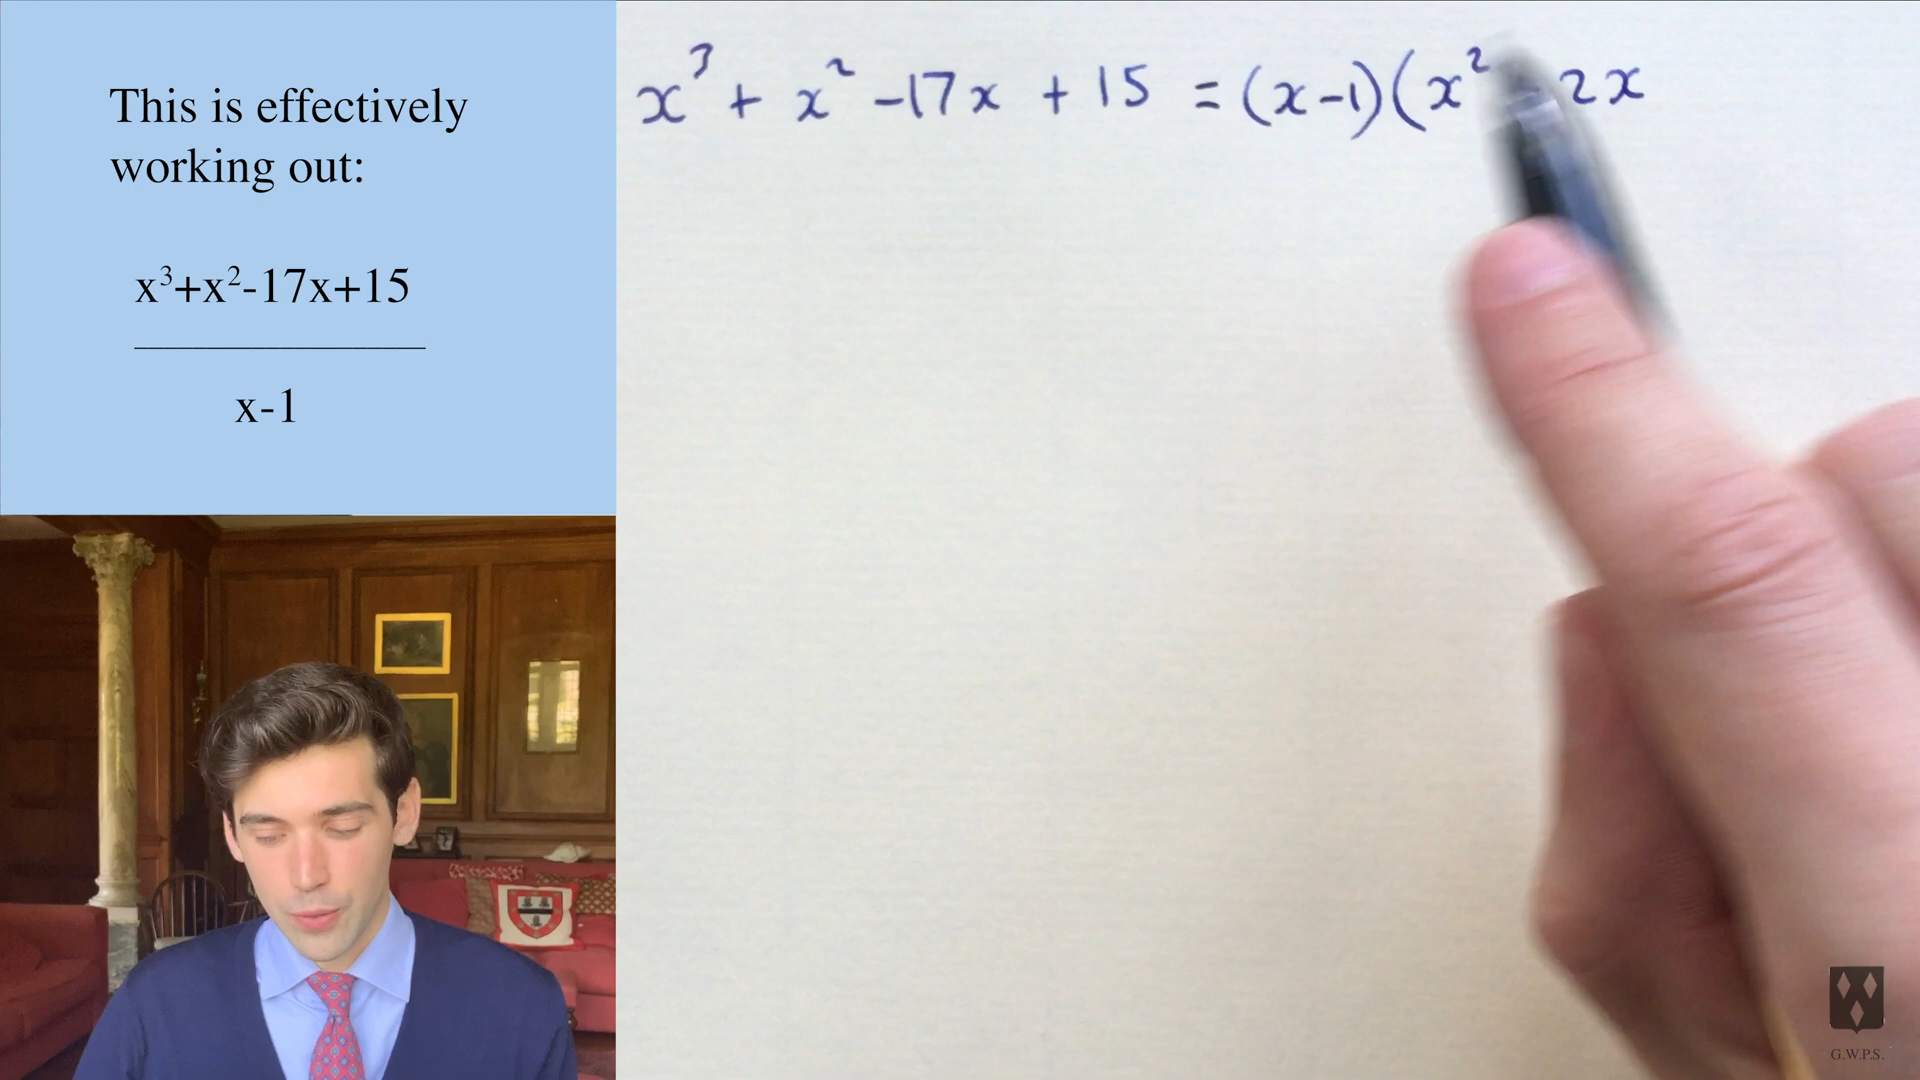 This is effectively
working out:
x³+x²-17x+15
x-1
x³ + x² -17x + 15 = (x-1)(x² 2x
G.W.P.S.